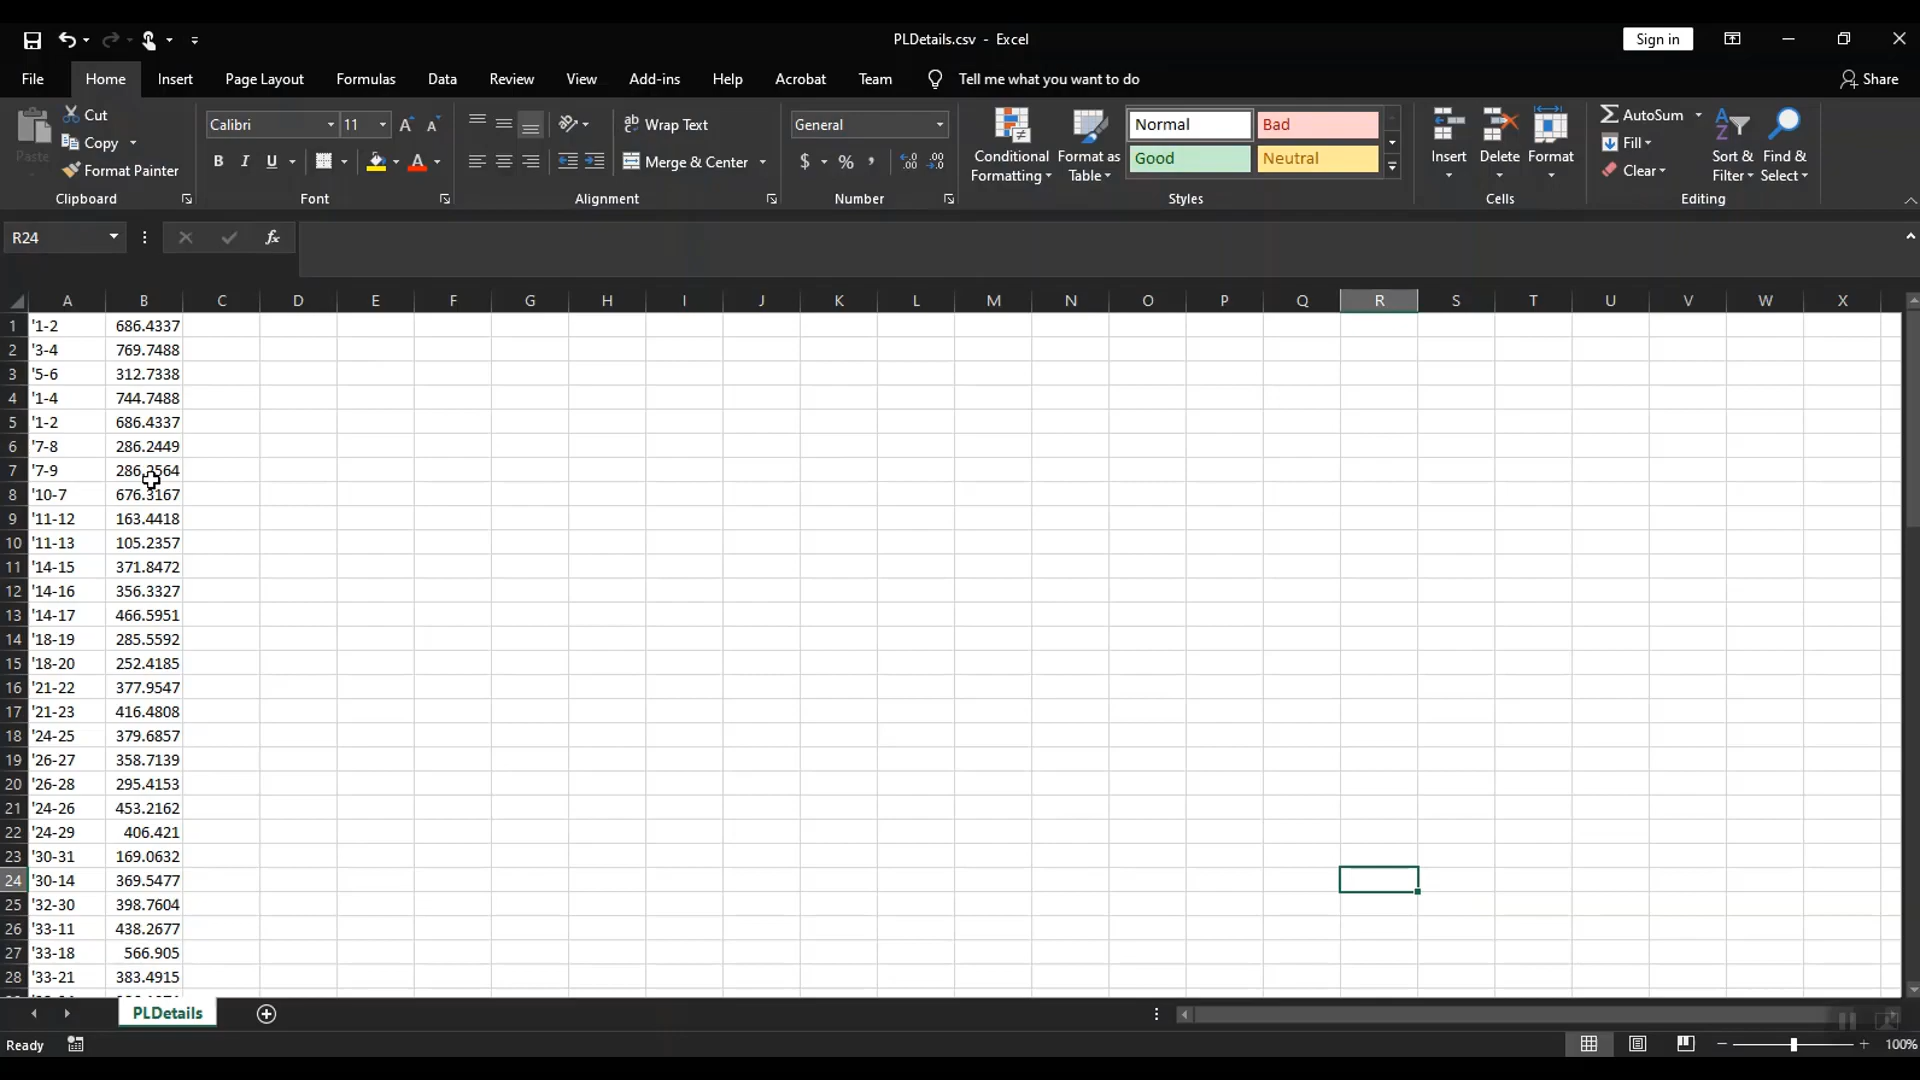 PLDetails.csv - Excel
Sign in
File Home Insert Page Layout Formulas Data Review View Add-ins Help Acrobat Team Tell me what you want to do Share
Paste
Cut
Copy
Format Painter
Clipboard
Calibri 11
B I U
Font
Wrap Text
Merge & Center
Alignment
General
$ % ,
Number
Conditional Formatting
Format as Table
Normal Bad
Good Neutral
Styles
Insert Delete Format
Cells
AutoSum
Fill
Clear
Sort & Filter
Find & Select
Editing
R24
fx
A B C D E F G H I J K L M N O P Q R S T U V W X
1 '1-2 686.4337
2 '3-4 769.7488
3 '5-6 312.7338
4 '1-4 744.7488
5 '1-2 686.4337
6 '7-8 286.2449
7 '7-9 286.2564
8 '10-7 676.3167
9 '11-12 163.4418
10 '11-13 105.2357
11 '14-15 371.8472
12 '14-16 356.3327
13 '14-17 466.5951
14 '18-19 285.5592
15 '18-20 252.4185
16 '21-22 377.9547
17 '21-23 416.4808
18 '24-25 379.6857
19 '26-27 358.7139
20 '26-28 295.4153
21 '24-26 453.2162
22 '24-29 406.421
23 '30-31 169.0632
24 '30-14 369.5477
25 '32-30 398.7604
26 '33-11 438.2677
27 '33-18 566.905
28 '33-21 383.4915
PLDetails
Ready
100%